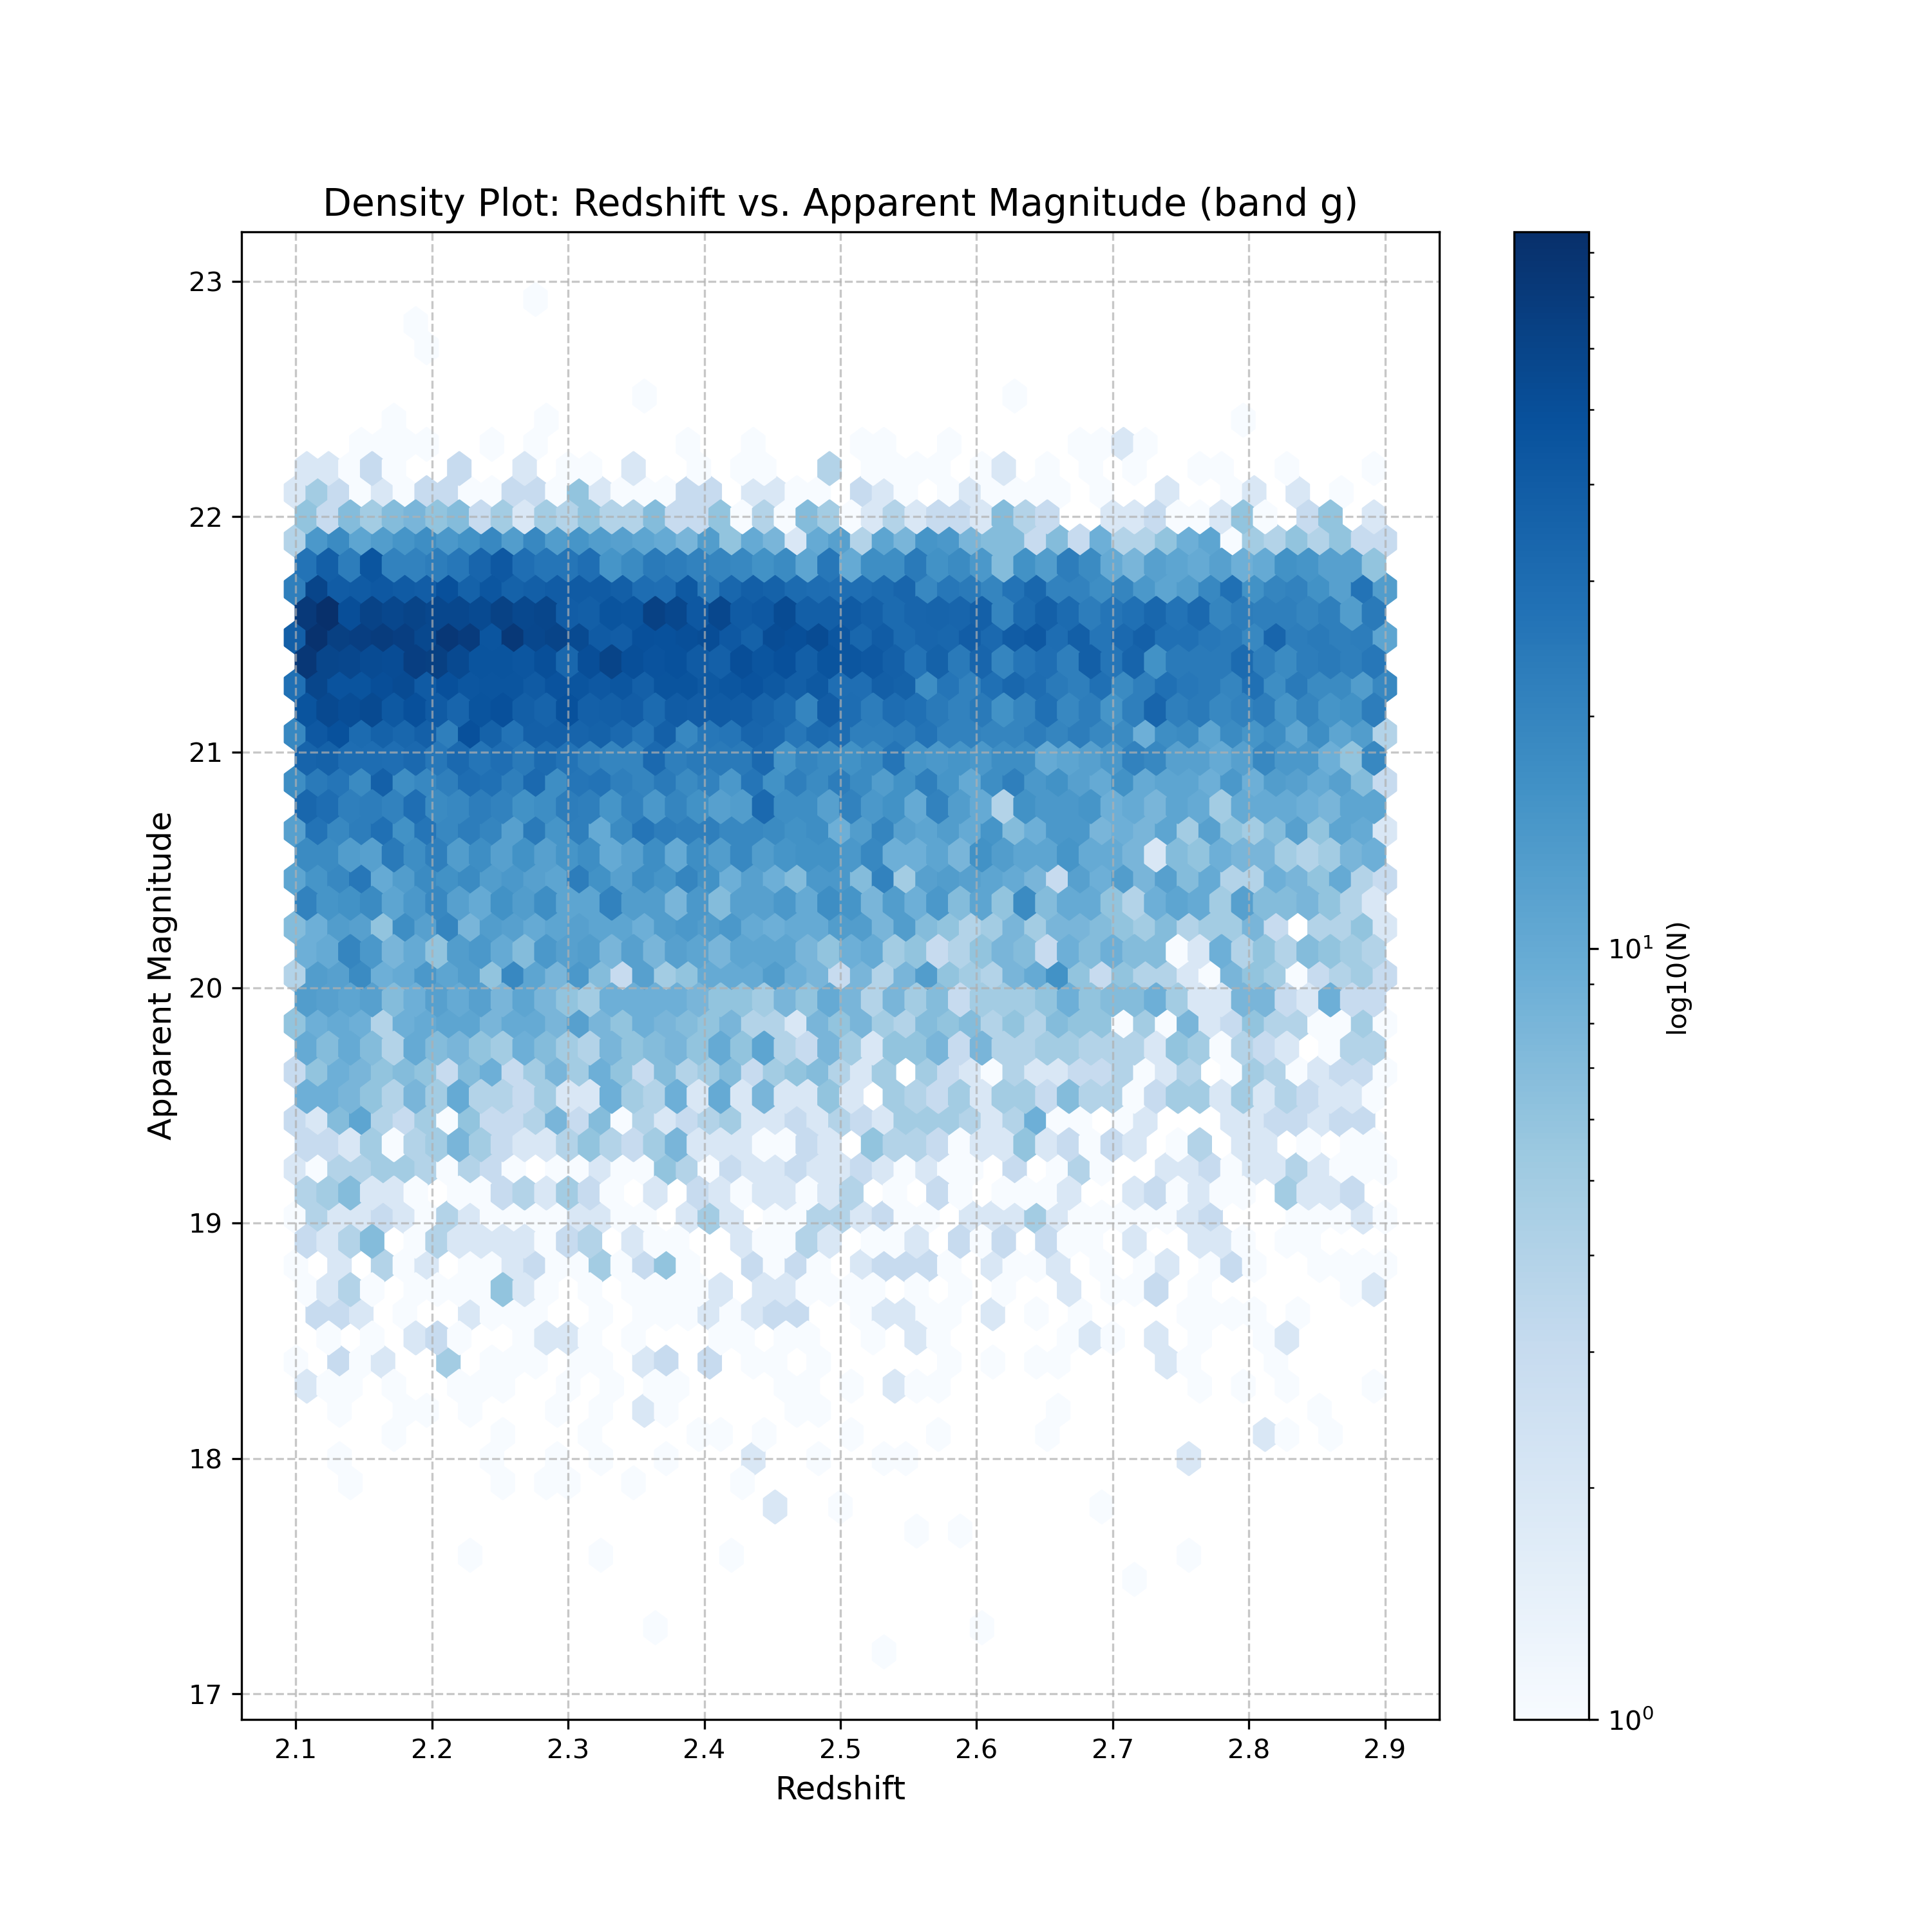 Density Plot: Redshift vs. Apparent Magnitude (band g)
23
22
21
20
19
18
17
Apparent Magnitude
2.1 2.2 2.3 2.4 2.5 2.6 2.7 2.8 2.9
Redshift
10¹
10⁰
log10(N)